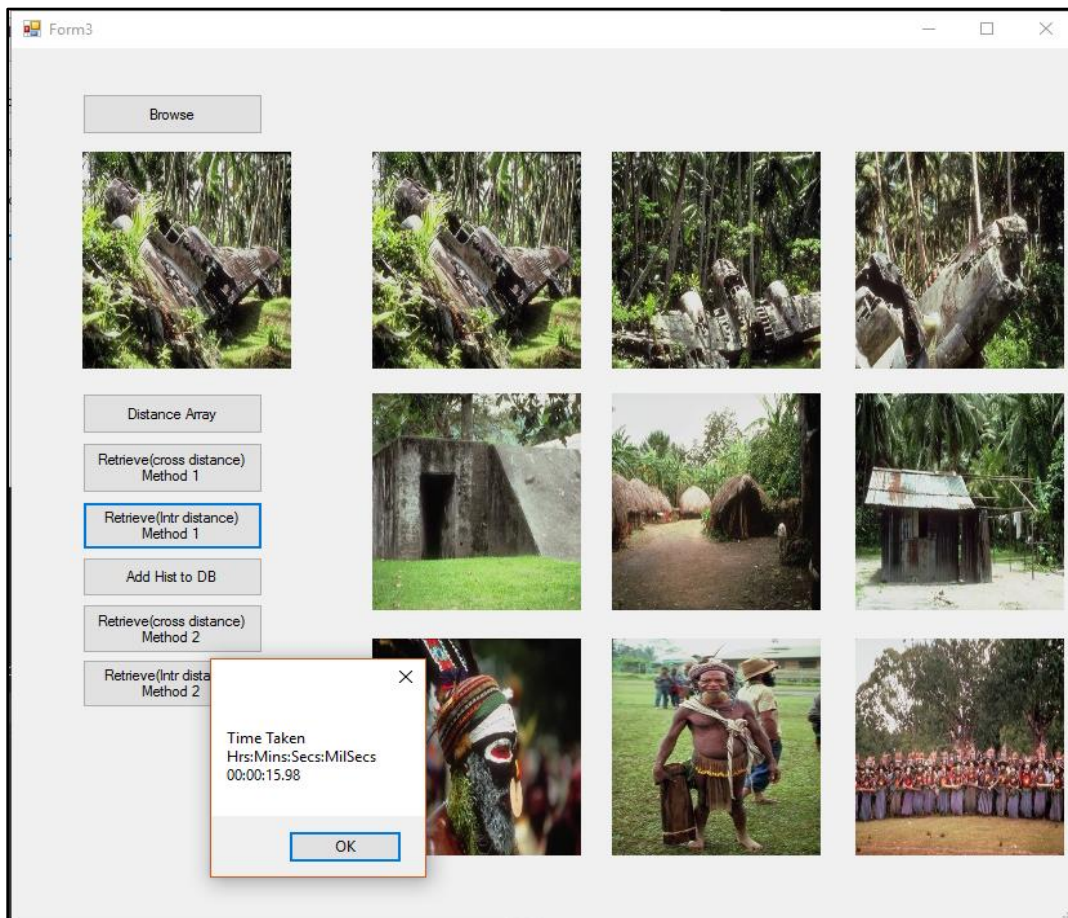 Form3
Browse
Distance Array
Retrieve(cross distance)
Method 1
Retrieve(Intr distance)
Method 1
Add Hist to DB
Retrieve(cross distance)
Method 2
Retrieve(Intr dista
Method 2
Time Taken
Hrs:Mins:Secs:MilSecs
00:00:15.98
OK